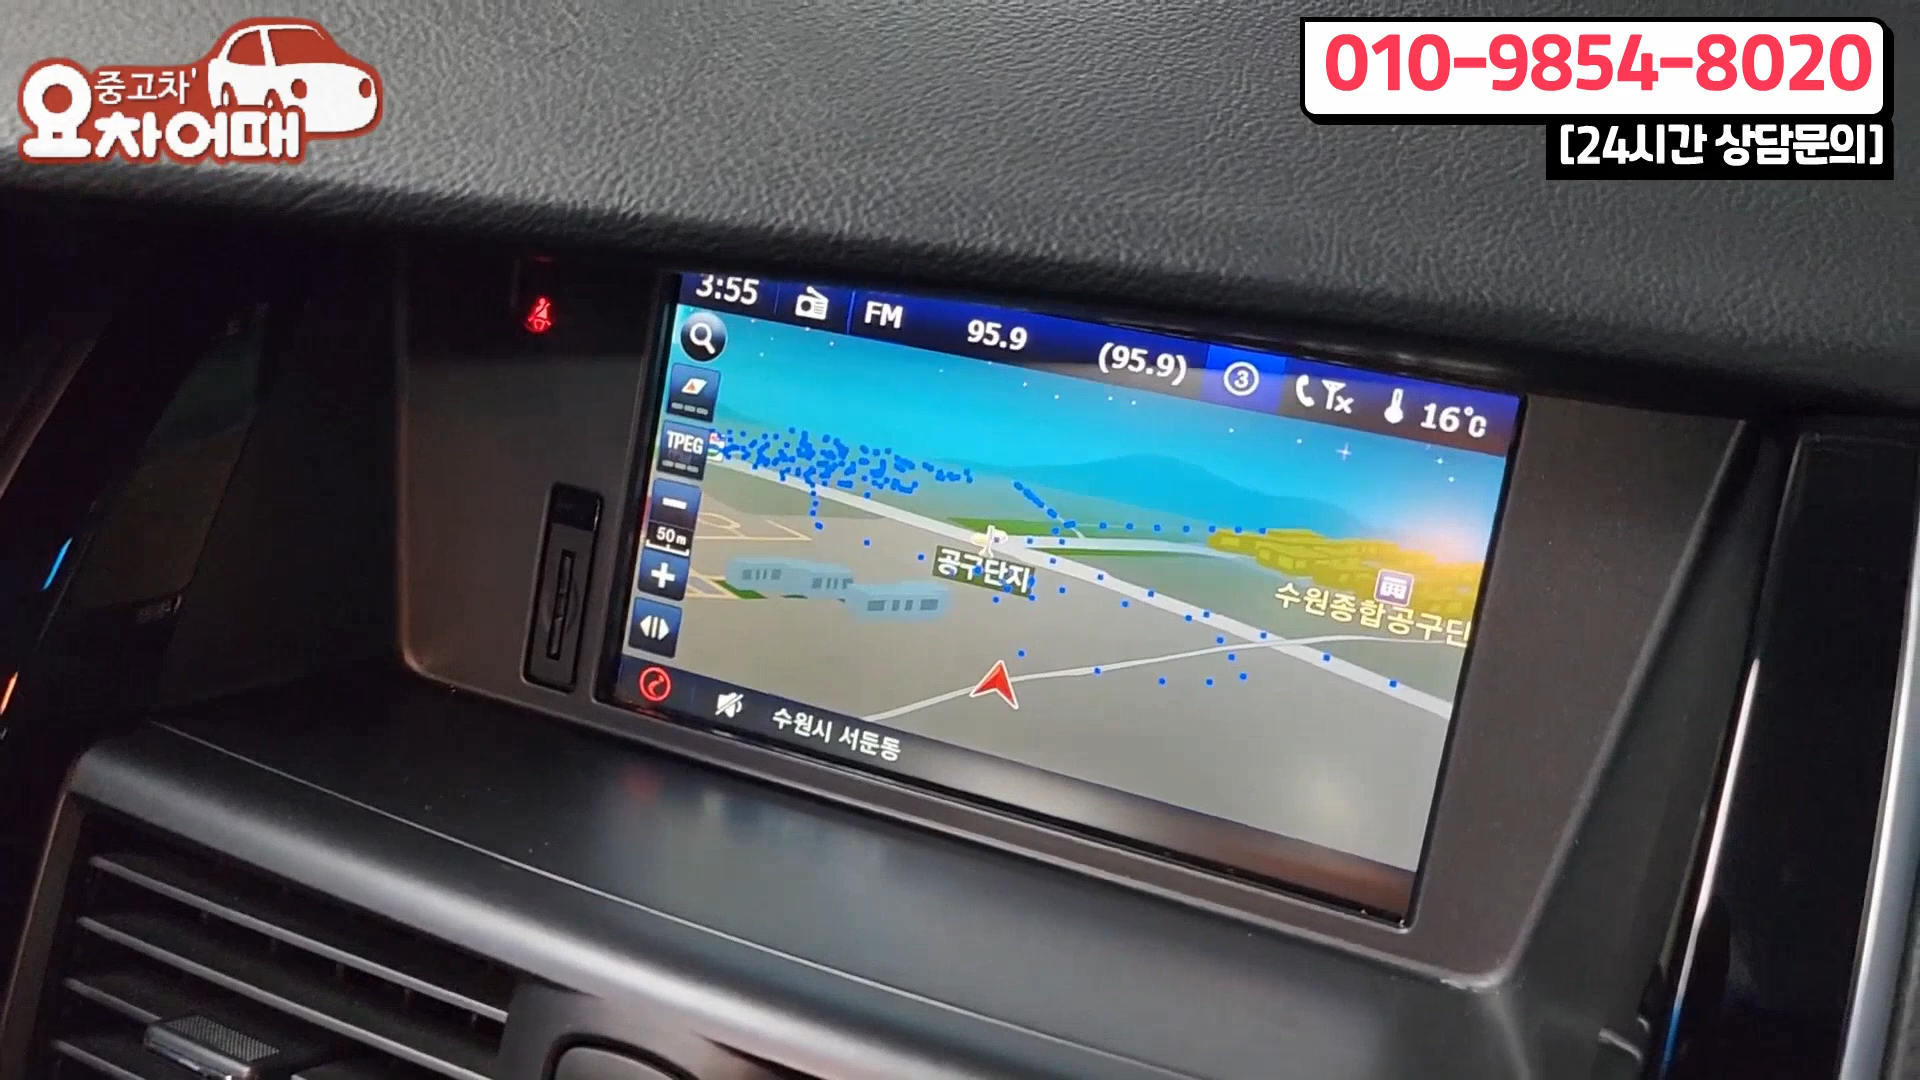 중고차'
요차어때
010-9854-8020
[24시간 상담문의]
3:55 FM 95.9 (95.9) 3 16°c
TPEG
50m
공구단지
수원종합공구단
수원시 서둔동